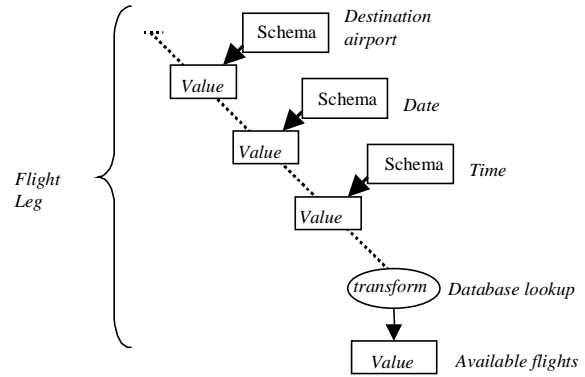 Schema
Destination
airport
Value
Schema
Date
Value
Schema
Time
Flight
Leg
Value
transform
Database lookup
Value
Available flights